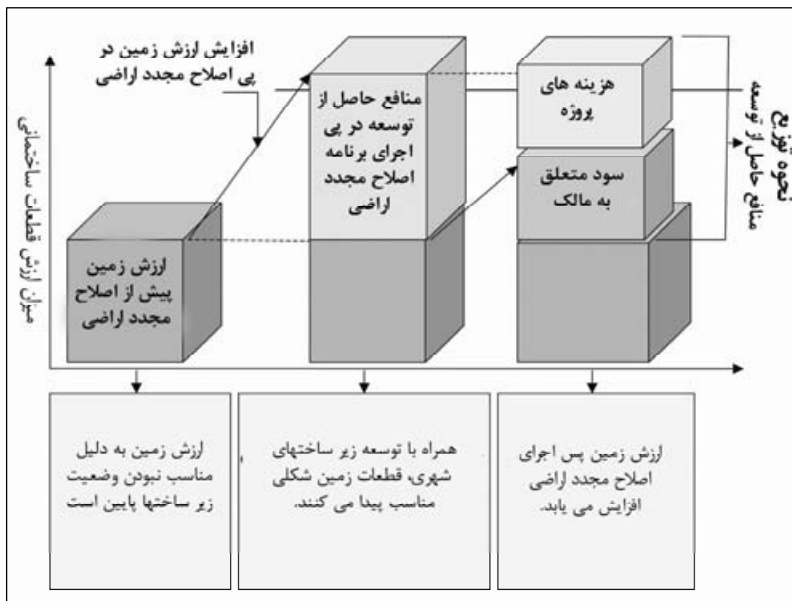 افزایش ارزش زمین در
پی اصلاح مجدد اراضی
میزان ارزش قطعات ساختمانی
ارزش زمین
پیش از اصلاح
مجدد اراضی
منافع حاصل از
توسعه در پی
اجرای برنامه
اصلاح مجدد
اراضی
هزینه های
پروژه
سود متعلق
به مالک
نحوه توزیع
منافع حاصل از توسعه
ارزش زمین به دلیل
مناسب نبودن وضعیت
زیر ساختها پایین است
همراه با توسعه زیر ساختهای
شهری، قطعات زمین شکلی
مناسب پیدا می کنند.
ارزش زمین پس اجرای
اصلاح مجدد اراضی
افزایش می یابد.